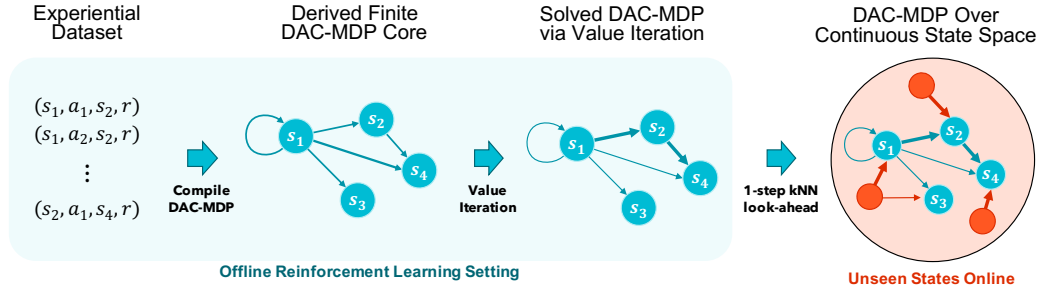 Experiential
Dataset
Derived Finite
DAC-MDP Core
Solved DAC-MDP
via Value Iteration
DAC-MDP Over
Continuous State Space
(s₁, a₁, s₂, r)
(s₁, a₂, s₂, r)
⋮
(s₂, a₁, s₄, r)
Compile
DAC-MDP
s₁
s₂
s₄
s₃
Value
Iteration
s₁
s₂
s₄
s₃
1-step kNN
look-ahead
s₁
s₂
s₄
s₃
Offline Reinforcement Learning Setting
Unseen States Online